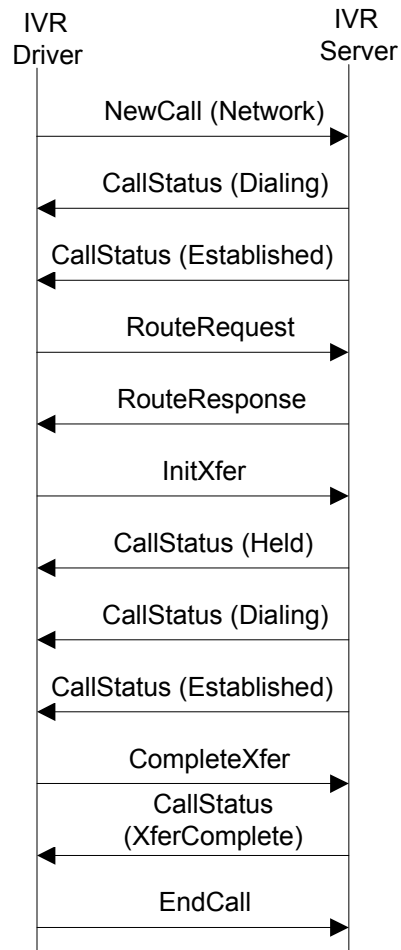 IVR
Driver
IVR
Server
NewCall (Network)
CallStatus (Dialing)
CallStatus (Established)
RouteRequest
RouteResponse
InitXfer
CallStatus (Held)
CallStatus (Dialing)
CallStatus (Established)
CompleteXfer
CallStatus
(XferComplete)
EndCall